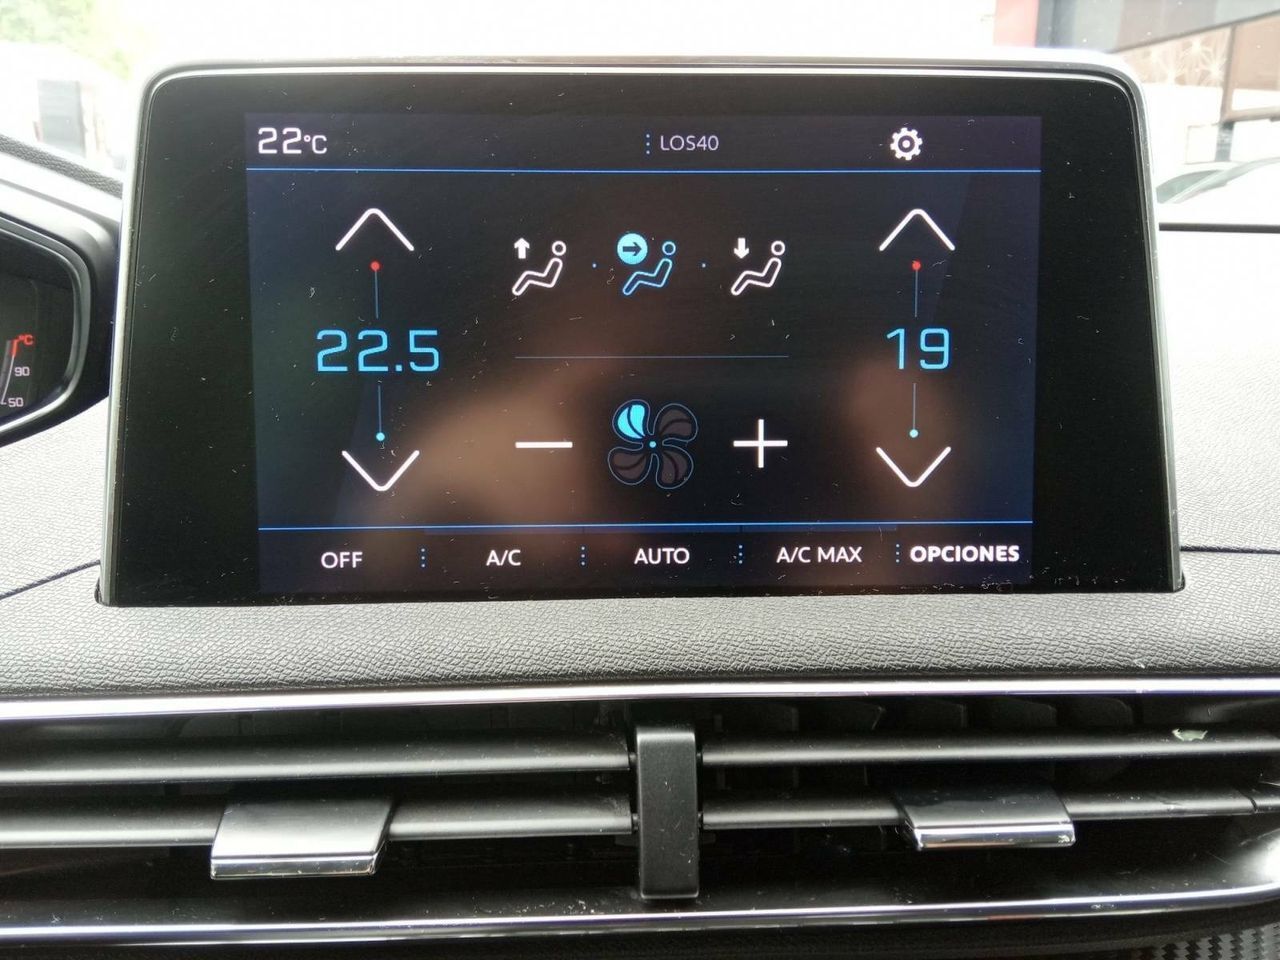 22°C
LOS40
22.5
19
°C
90
50
OFF
A/C
AUTO
A/C MAX
OPCIONES